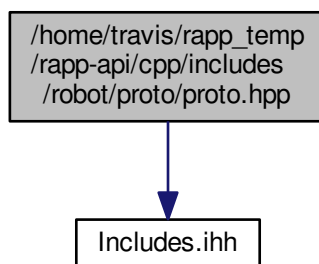 /home/travis/rapp_temp
/rapp-api/cpp/includes
/robot/proto/proto.hpp
Includes.ihh